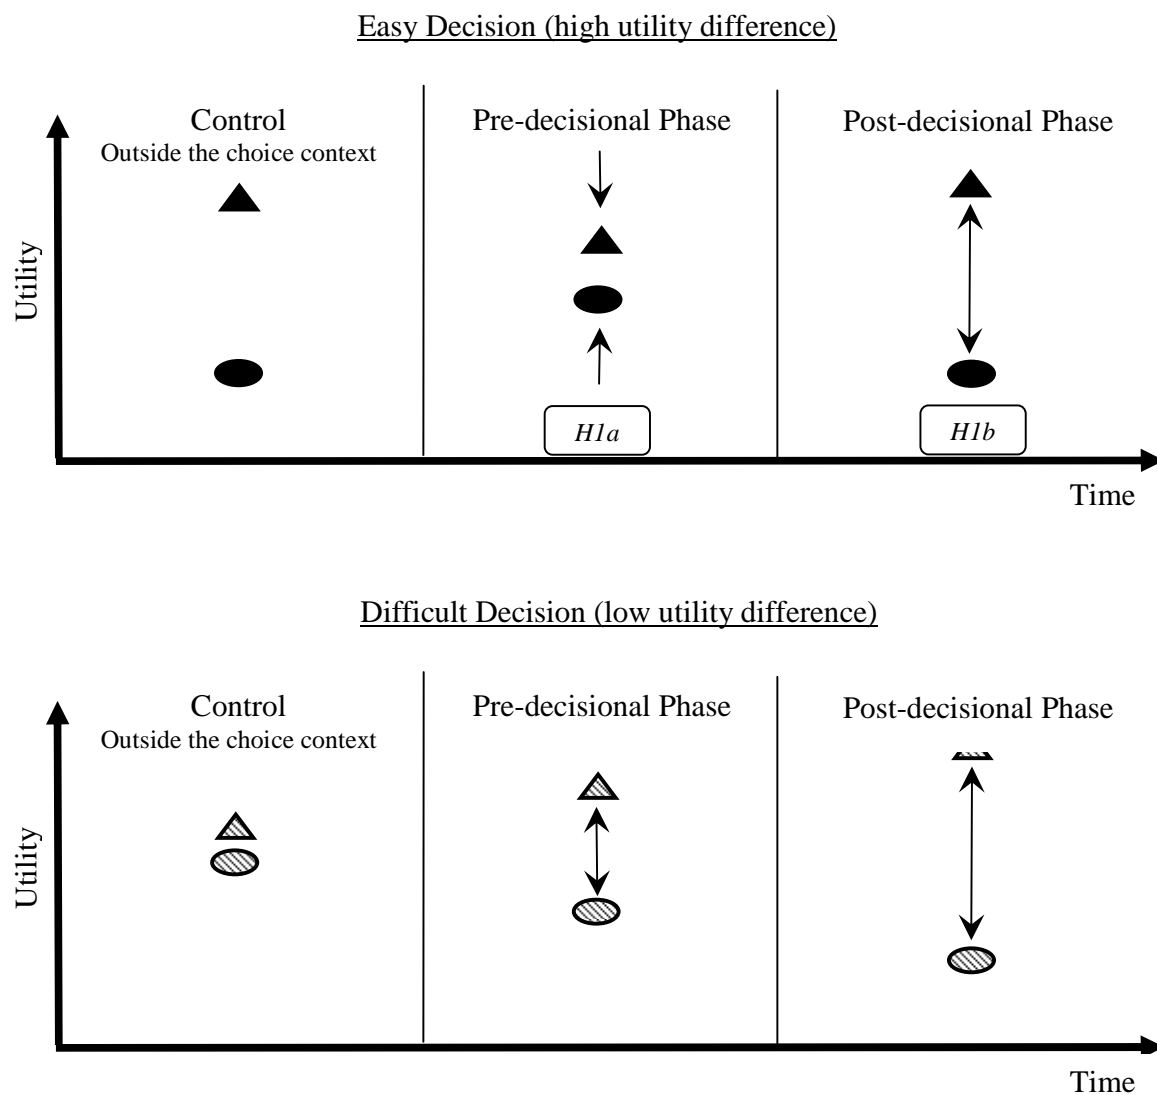 Easy Decision (high utility difference)
Control
Outside the choice context
Pre-decisional Phase
Post-decisional Phase
Utility
H1a
H1b
Time
Difficult Decision (low utility difference)
Control
Outside the choice context
Pre-decisional Phase
Post-decisional Phase
Utility
Time